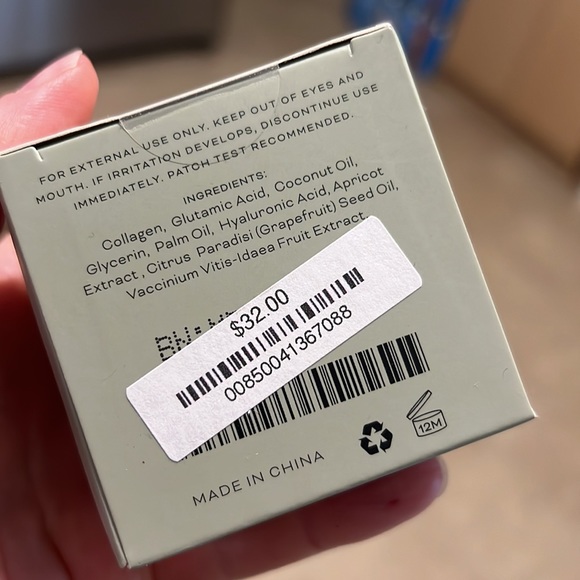 FOR EXTERNAL USE ONLY. KEEP OUT OF EYES AND
MOUTH. IF IRRITATION DEVELOPS, DISCONTINUE USE
IMMEDIATELY. PATCH TEST RECOMMENDED.
INGREDIENTS:
Collagen, Glutamic Acid, Coconut Oil,
Glycerin, Palm Oil, Hyaluronic Acid, Apricot
Extract , Citrus Paradisi (Grapefruit) Seed Oil,
Vaccinium Vitis-Idaea Fruit Extract
BN:
$32.00
00850041367088
MADE IN CHINA
12M